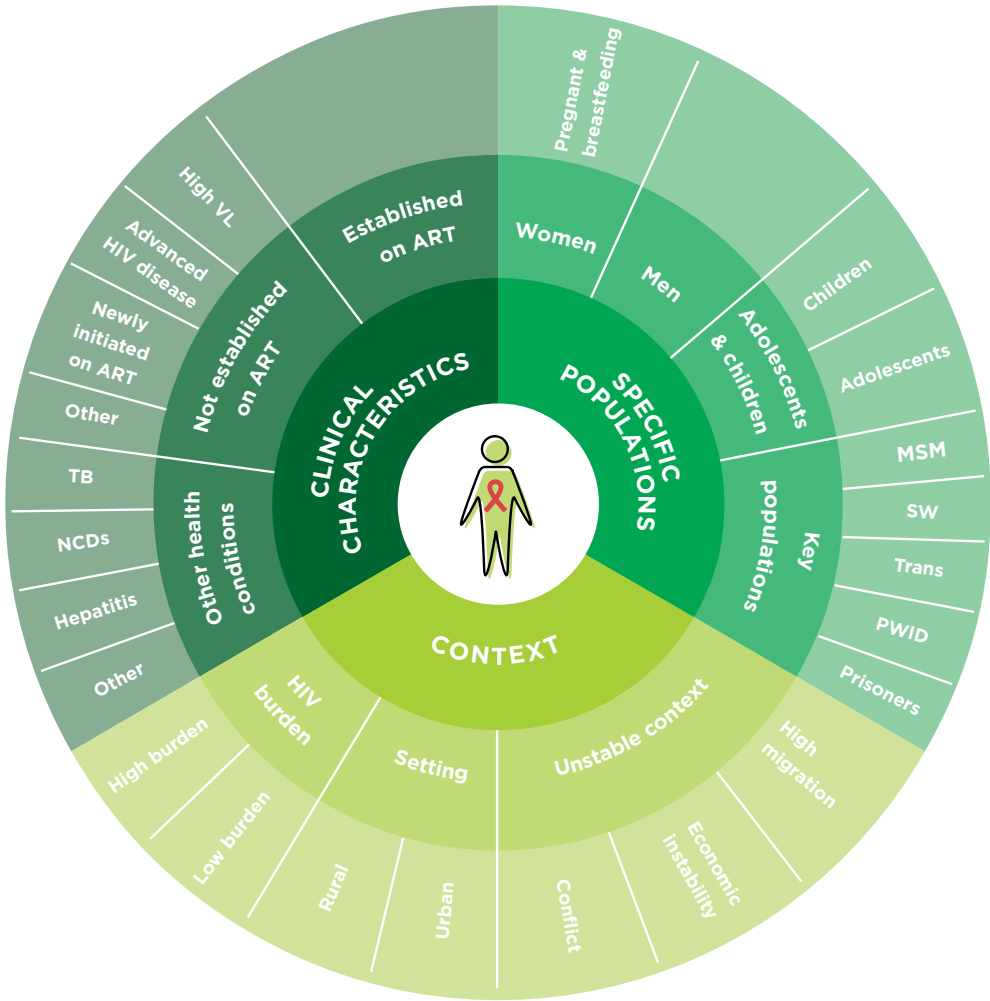 CLINICAL
CHARACTERISTICS
Established
on ART
Not established
on ART
High VL
Advanced
HIV disease
Newly
initiated
on ART
Other
Other health
conditions
TB
NCDs
Hepatitis
Other
SPECIFIC
POPULATIONS
Women
Pregnant &
breastfeeding
Men
Adolescents
& children
Children
Adolescents
Key
populations
MSM
SW
Trans
PWID
Prisoners
CONTEXT
HIV
burden
High burden
Low burden
Setting
Rural
Urban
Unstable context
Conflict
Economic
instability
High
migration